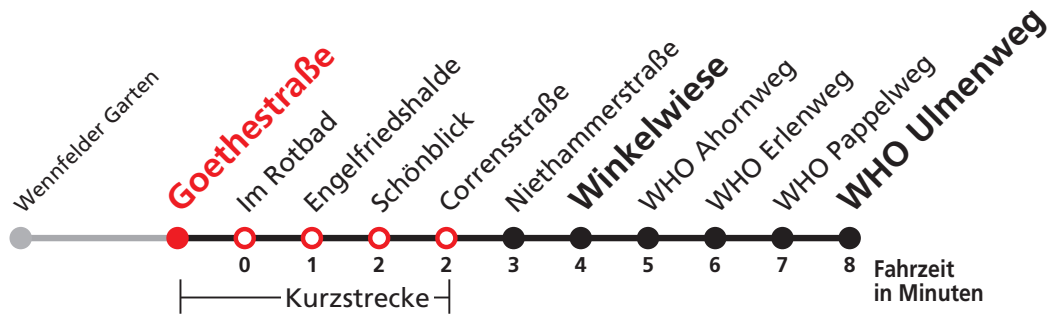 Wennfelder Garten
Goethestraße
Im Rotbad
Engelfriedshalde
Schönblick
Corrensstraße
Niethammerstraße
Winkelwiese
WHO Ahornweg
WHO Erlenweg
WHO Pappelweg
WHO Ulmenweg
0 1 2 2 3 4 5 6 7 8
Fahrzeit
in Minuten
Kurzstrecke